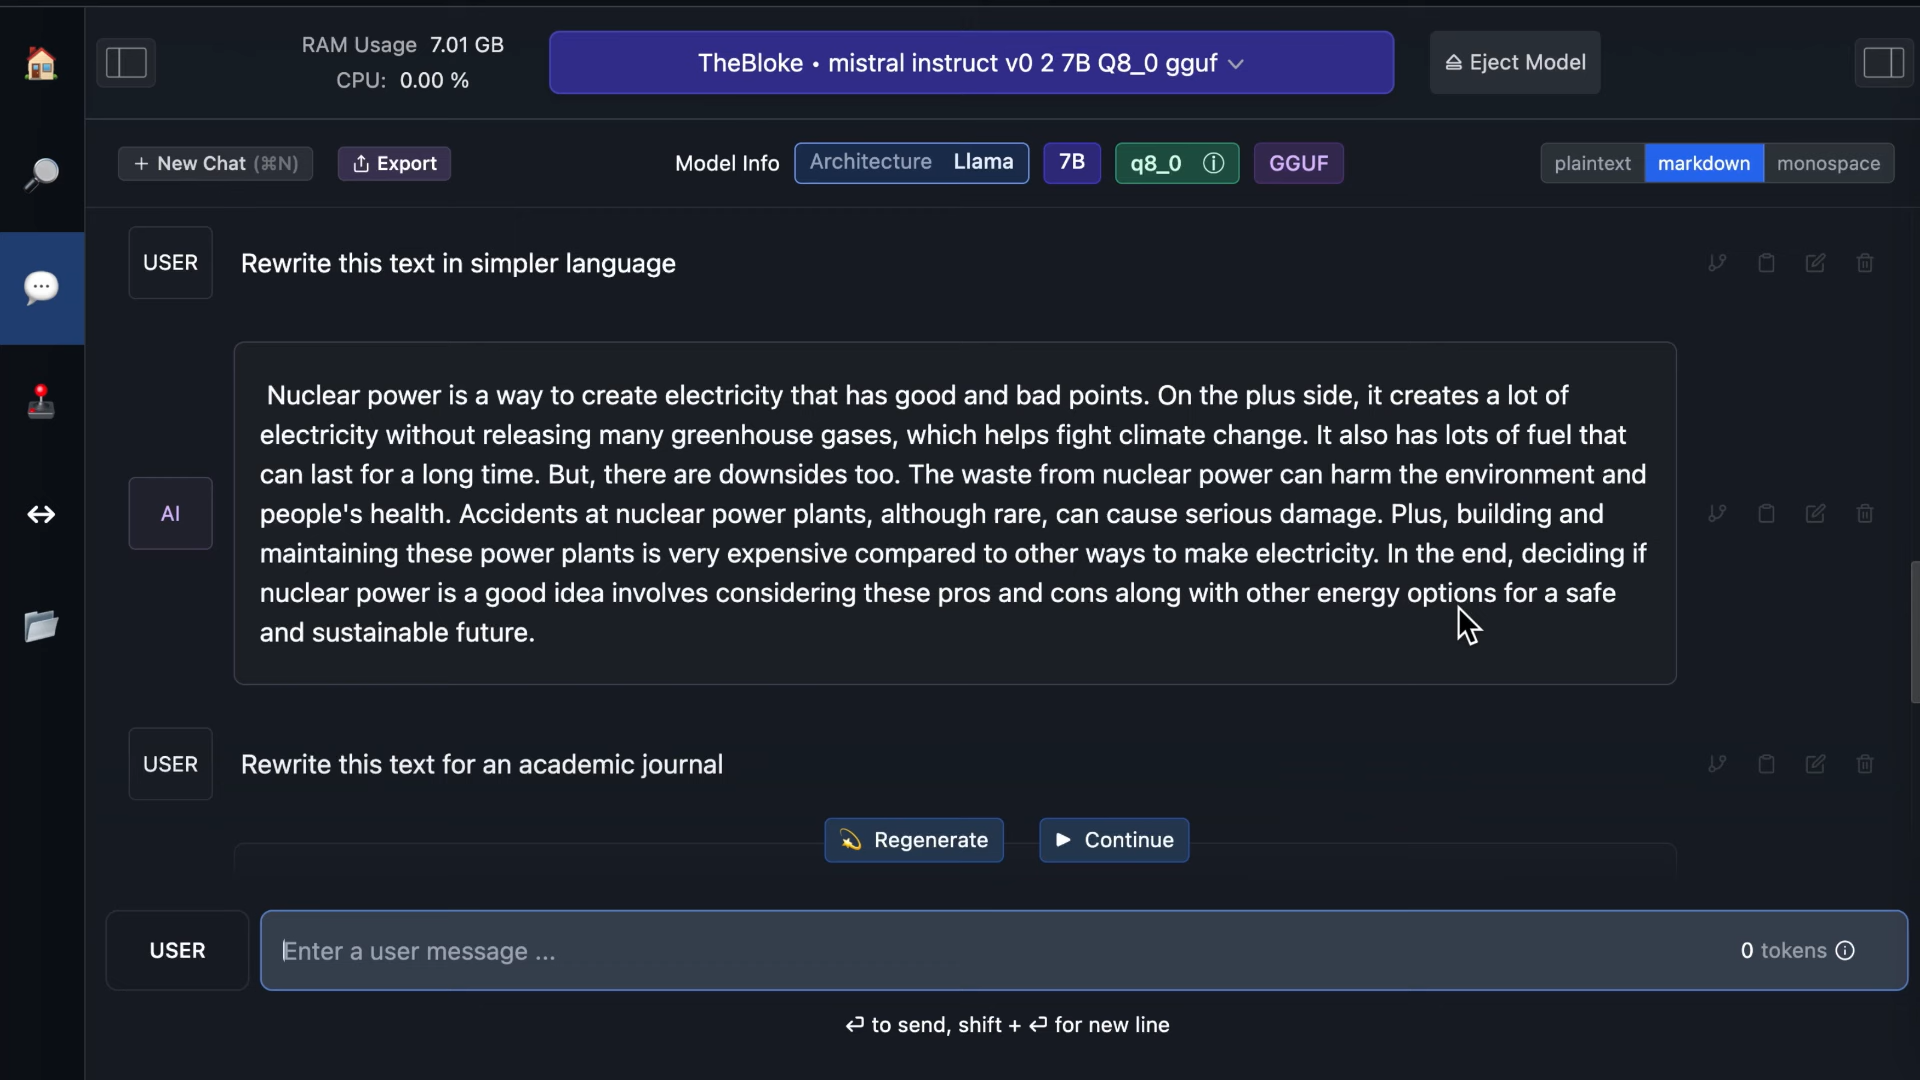 RAM Usage 7.01 GB
CPU: 0.00 %
TheBloke • mistral instruct v0 2 7B Q8_0 gguf
Eject Model
+ New Chat (⌘N)
Export
Model Info
Architecture Llama
7B
q8_0
GGUF
plaintext
markdown
monospace
USER
Rewrite this text in simpler language
AI
Nuclear power is a way to create electricity that has good and bad points. On the plus side, it creates a lot of
electricity without releasing many greenhouse gases, which helps fight climate change. It also has lots of fuel that
can last for a long time. But, there are downsides too. The waste from nuclear power can harm the environment and
people's health. Accidents at nuclear power plants, although rare, can cause serious damage. Plus, building and
maintaining these power plants is very expensive compared to other ways to make electricity. In the end, deciding if
nuclear power is a good idea involves considering these pros and cons along with other energy options for a safe
and sustainable future.
USER
Rewrite this text for an academic journal
Regenerate
Continue
USER
Enter a user message ...
0 tokens
⏎ to send, shift + ⏎ for new line